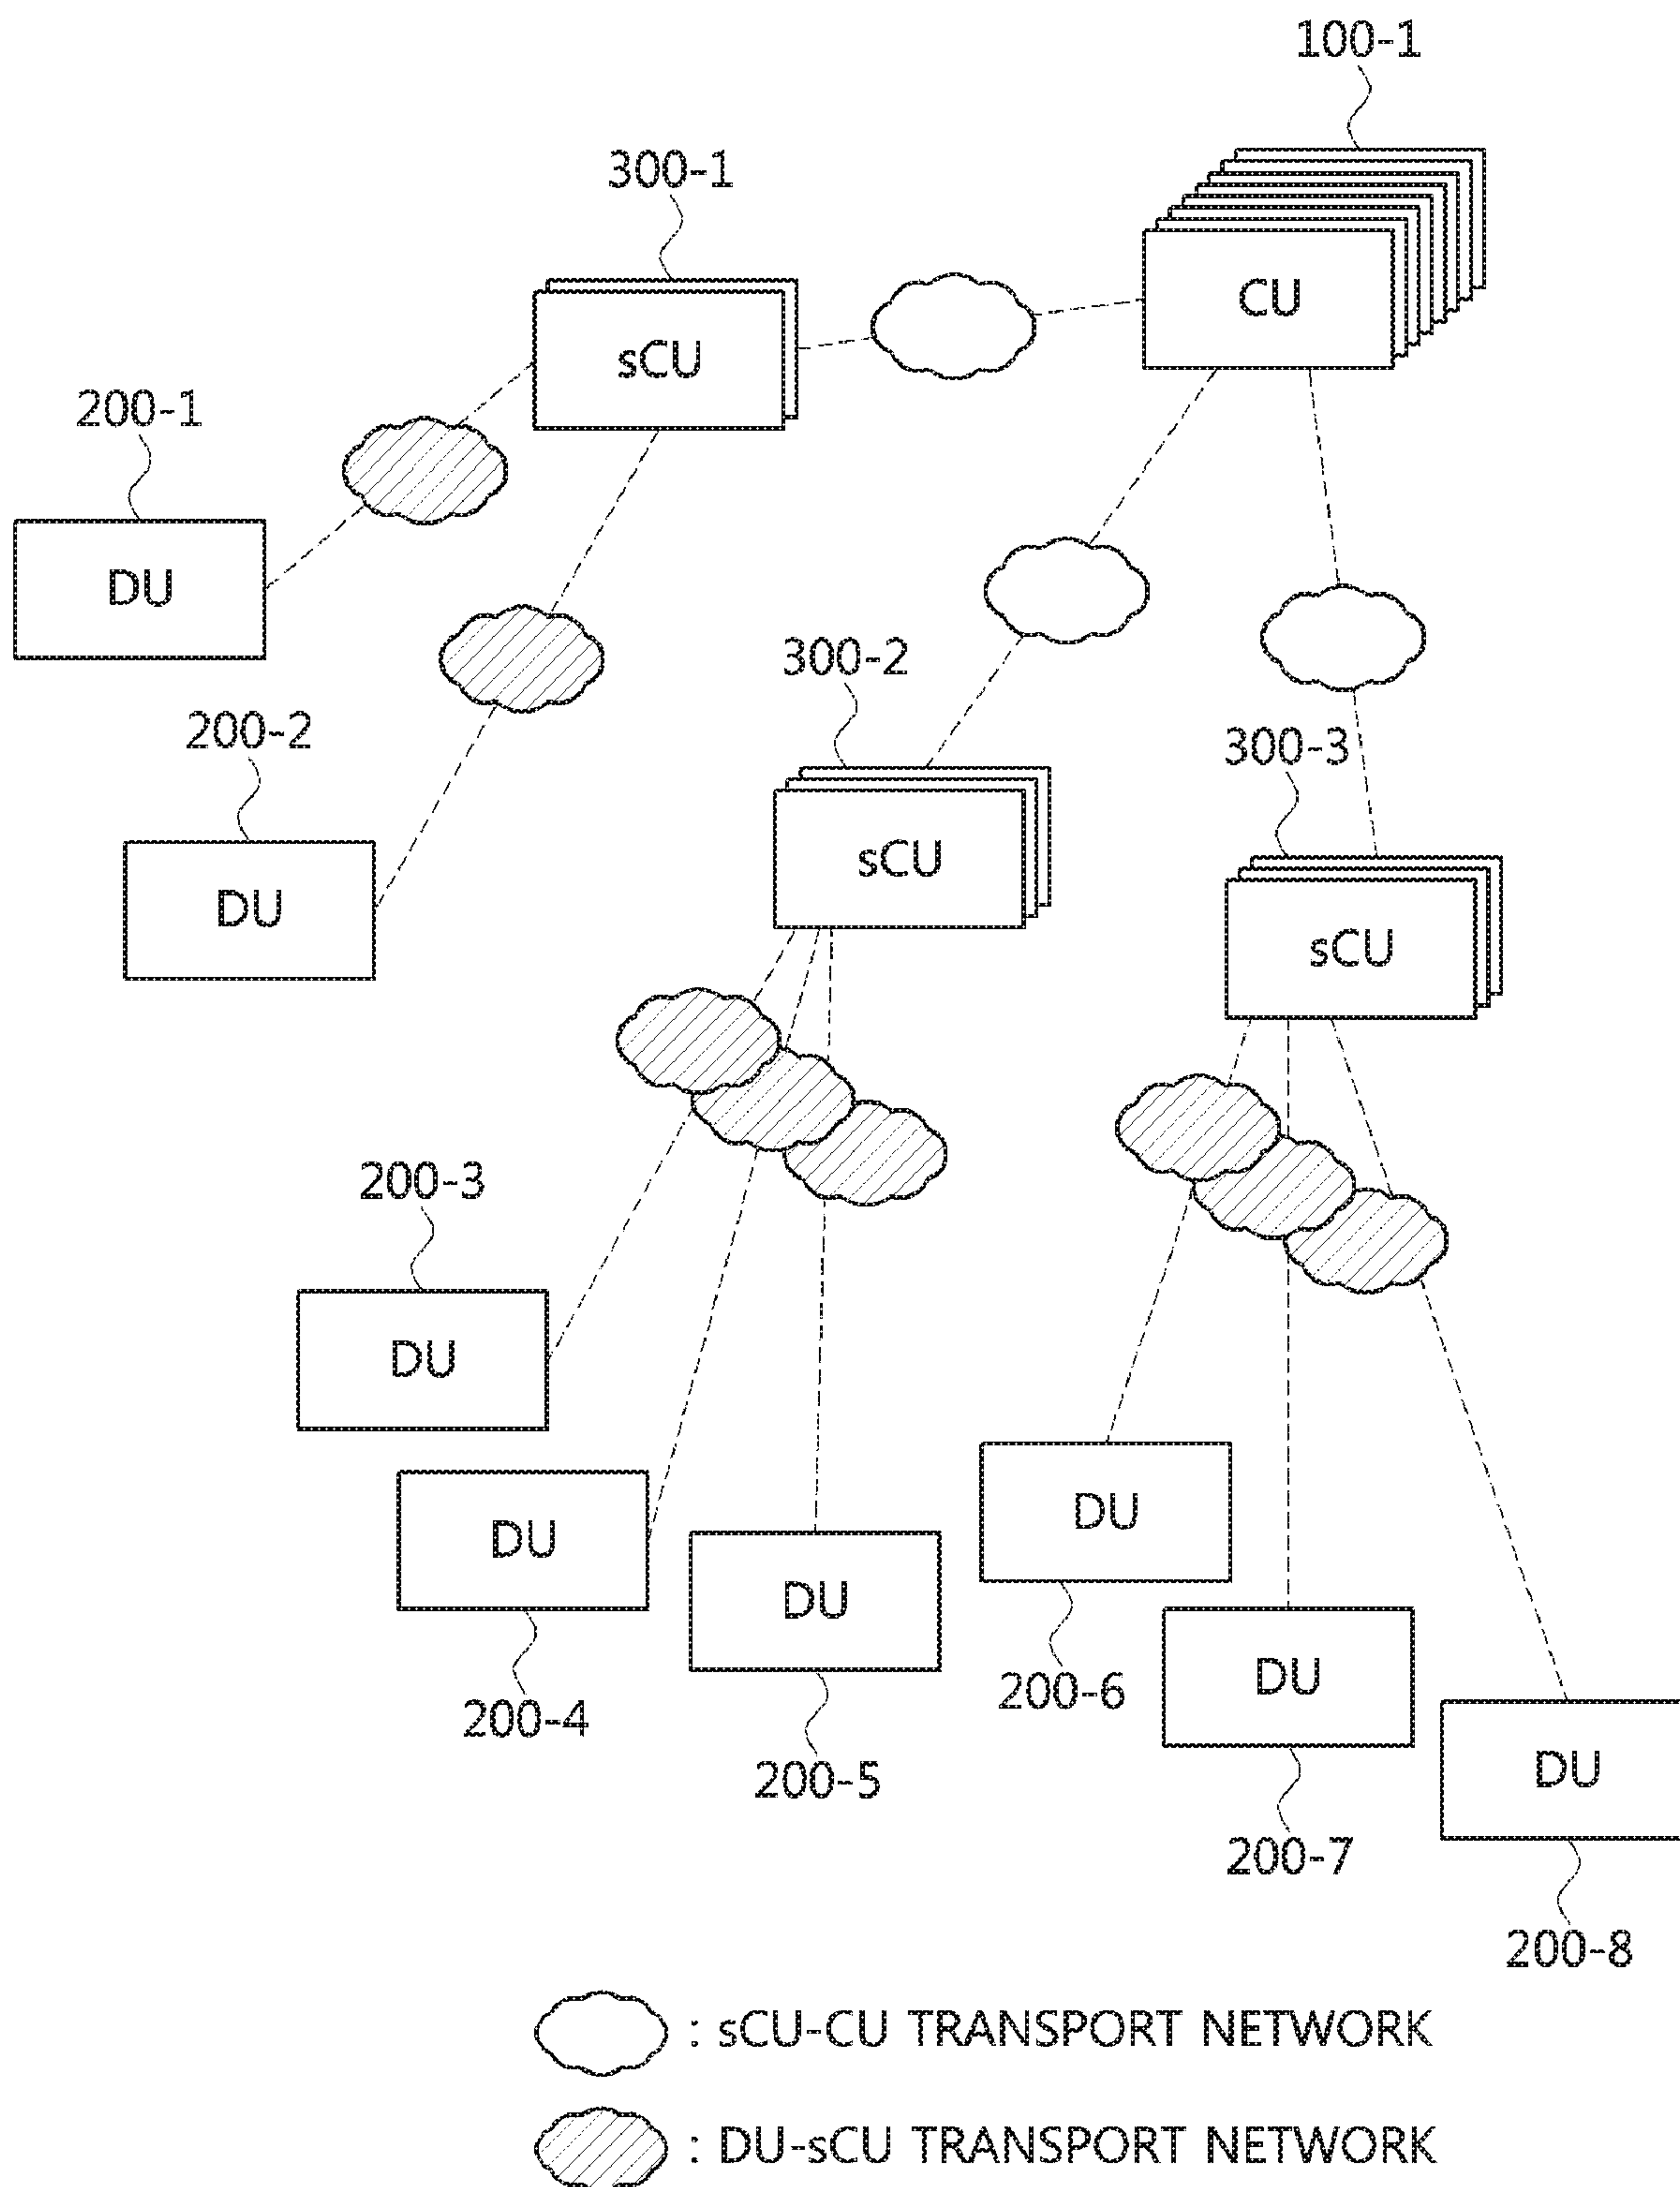 100-1
300-1
CU
sCU
200-1
DU
300-2
200-2
300-3
sCU
DU
sCU
200-3
DU
DU
DU
DU
200-6
DU
200-4
200-5
DU
200-7
200-8
: sCU-CU TRANSPORT NETWORK
: DU-sCU TRANSPORT NETWORK